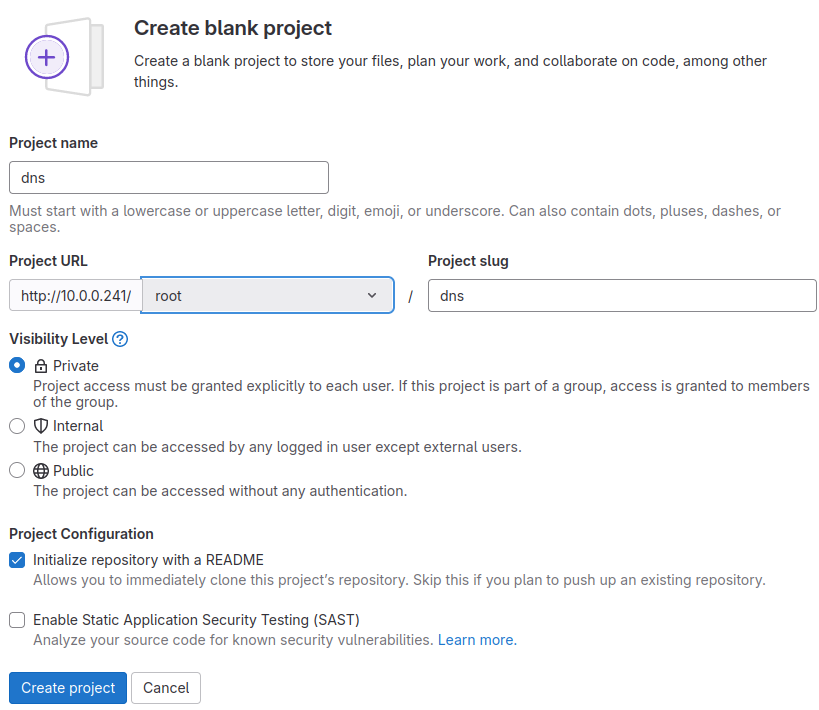 Create blank project
Create a blank project to store your files, plan your work, and collaborate on code, among other
things.
Project name
dns
Must start with a lowercase or uppercase letter, digit, emoji, or underscore. Can also contain dots, pluses, dashes, or
spaces.
Project URL
Project slug
http://10.0.0.241/ root / dns
Visibility Level ?
Private
Project access must be granted explicitly to each user. If this project is part of a group, access is granted to members
of the group.
Internal
The project can be accessed by any logged in user except external users.
Public
The project can be accessed without any authentication.
Project Configuration
Initialize repository with a README
Allows you to immediately clone this project’s repository. Skip this if you plan to push up an existing repository.
Enable Static Application Security Testing (SAST)
Analyze your source code for known security vulnerabilities. Learn more.
Create project
Cancel